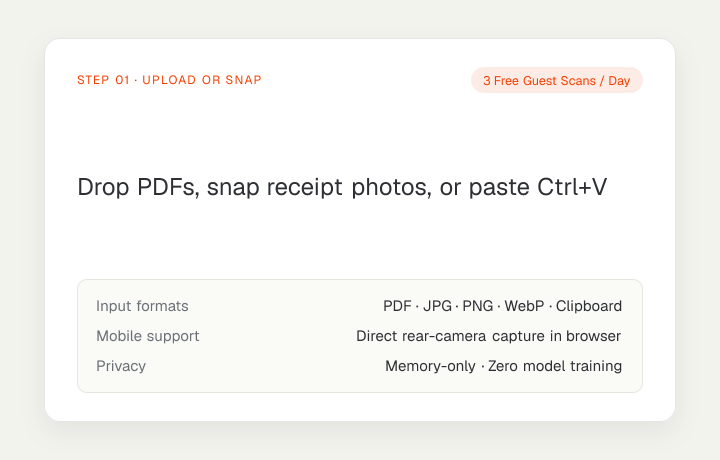 STEP 01 · UPLOAD OR SNAP
3 Free Guest Scans / Day
Drop PDFs, snap receipt photos, or paste Ctrl+V
Input formats PDF · JPG · PNG · WebP · Clipboard
Mobile support Direct rear-camera capture in browser
Privacy Memory-only · Zero model training